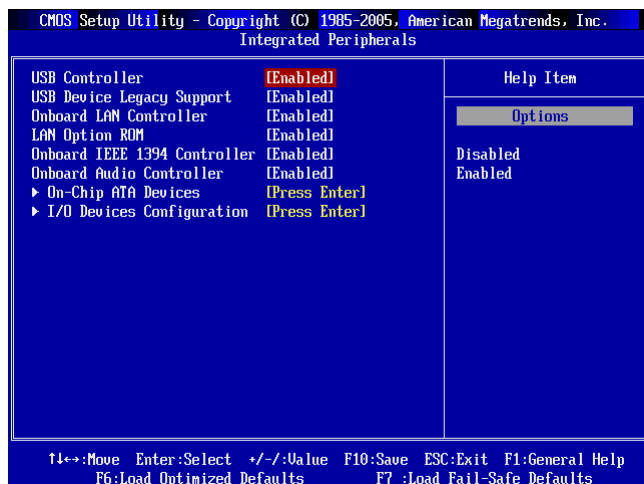 CMOS Setup Utility - Copyright (C) 1985-2005, American Megatrends, Inc.
Integrated Peripherals
USB Controller [Enabled]
USB Device Legacy Support [Enabled]
Onboard LAN Controller [Enabled]
LAN Option ROM [Enabled]
Onboard IEEE 1394 Controller [Enabled]
Onboard Audio Controller [Enabled]
► On-Chip ATA Devices [Press Enter]
► I/O Devices Configuration [Press Enter]
Help Item
Options
Disabled
Enabled
↑↓←→:Move Enter:Select +/-/:Value F10:Save ESC:Exit F1:General Help
F6:Load Optimized Defaults F7 :Load Fail-Safe Defaults